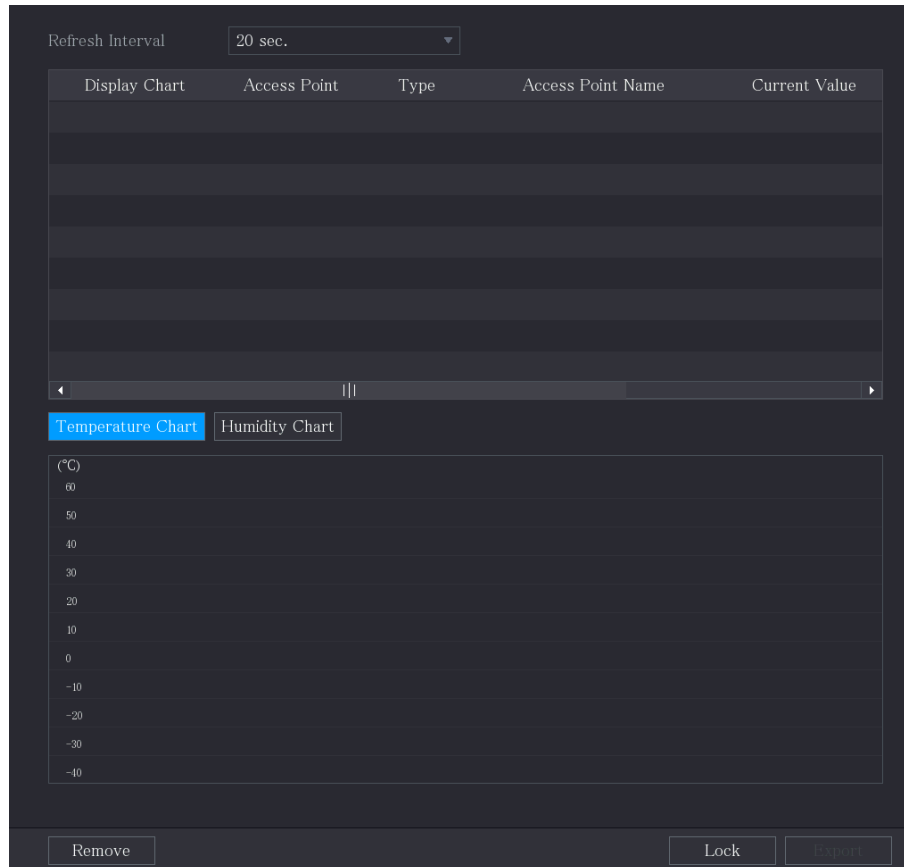 Refresh Interval 20 sec.
Display Chart Access Point Type Access Point Name Current Value
Temperature Chart Humidity Chart
(°C)
60
50
40
30
20
10
0
-10
-20
-30
-40
Remove Lock Export